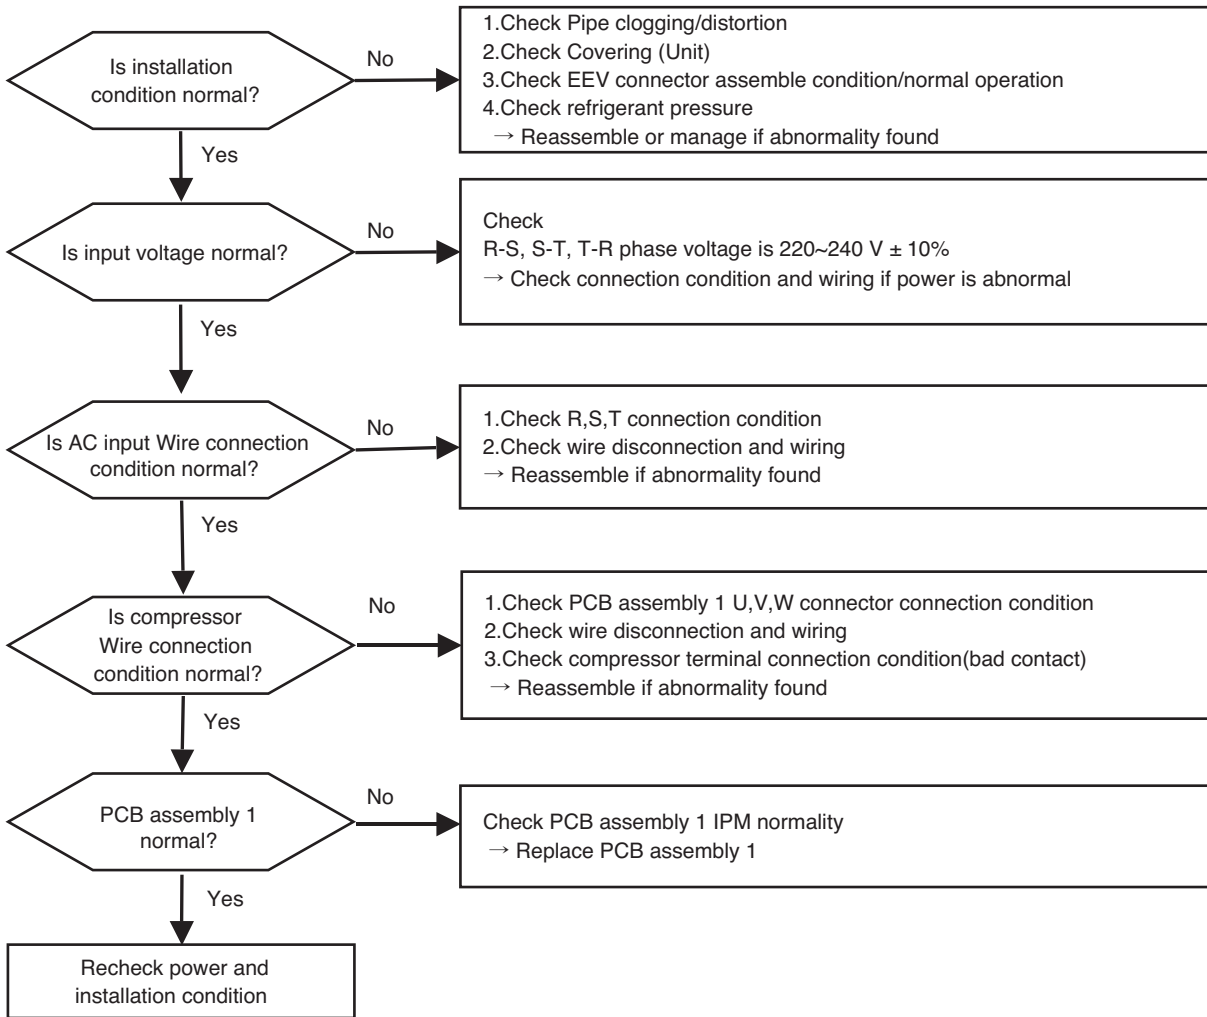 Is installation
condition normal?
No
1.Check Pipe clogging/distortion
2.Check Covering (Unit)
3.Check EEV connector assemble condition/normal operation
4.Check refrigerant pressure
→ Reassemble or manage if abnormality found
Yes
Is input voltage normal?
No
Check
R-S, S-T, T-R phase voltage is 220~240 V ± 10%
→ Check connection condition and wiring if power is abnormal
Yes
Is AC input Wire connection
condition normal?
No
1.Check R,S,T connection condition
2.Check wire disconnection and wiring
→ Reassemble if abnormality found
Yes
Is compressor
Wire connection
condition normal?
No
1.Check PCB assembly 1 U,V,W connector connection condition
2.Check wire disconnection and wiring
3.Check compressor terminal connection condition(bad contact)
→ Reassemble if abnormality found
Yes
PCB assembly 1
normal?
No
Check PCB assembly 1 IPM normality
→ Replace PCB assembly 1
Yes
Recheck power and
installation condition